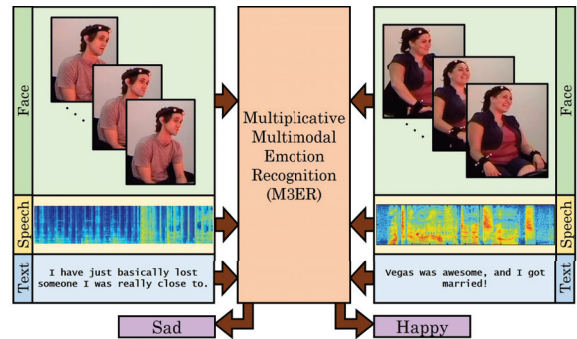 Face
Speech
Text
I have just basically lost
someone I was really close to.
Multiplicative
Multimodal
Emction
Recognition
(M3ER)
Face
Speech
Text
Vegas was awesome, and I got
married!
Sad
Happy